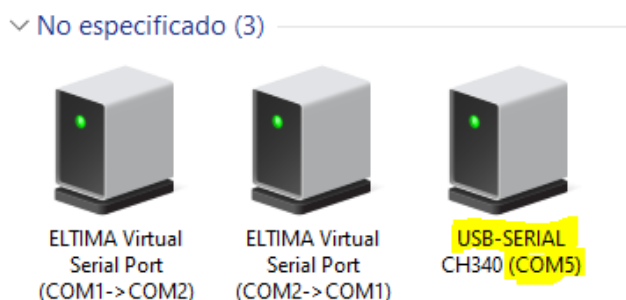 No especificado (3)
ELTIMA Virtual
Serial Port
(COM1->COM2)
ELTIMA Virtual
Serial Port
(COM2->COM1)
USB-SERIAL
CH340 (COM5)